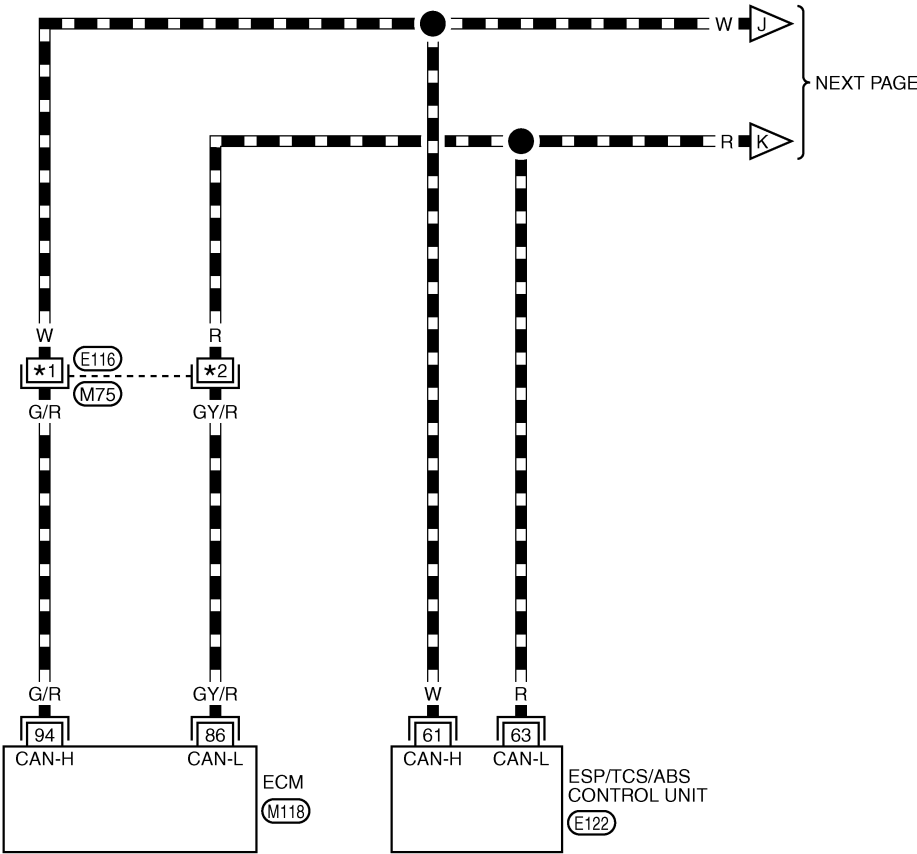 W J
NEXT PAGE
R K
W R
*1 E116 *2
M75
G/R GY/R
G/R GY/R W R
94 86 61 63
CAN-H CAN-L CAN-H CAN-L
ECM
M118
ESP/TCS/ABS
CONTROL UNIT
E122